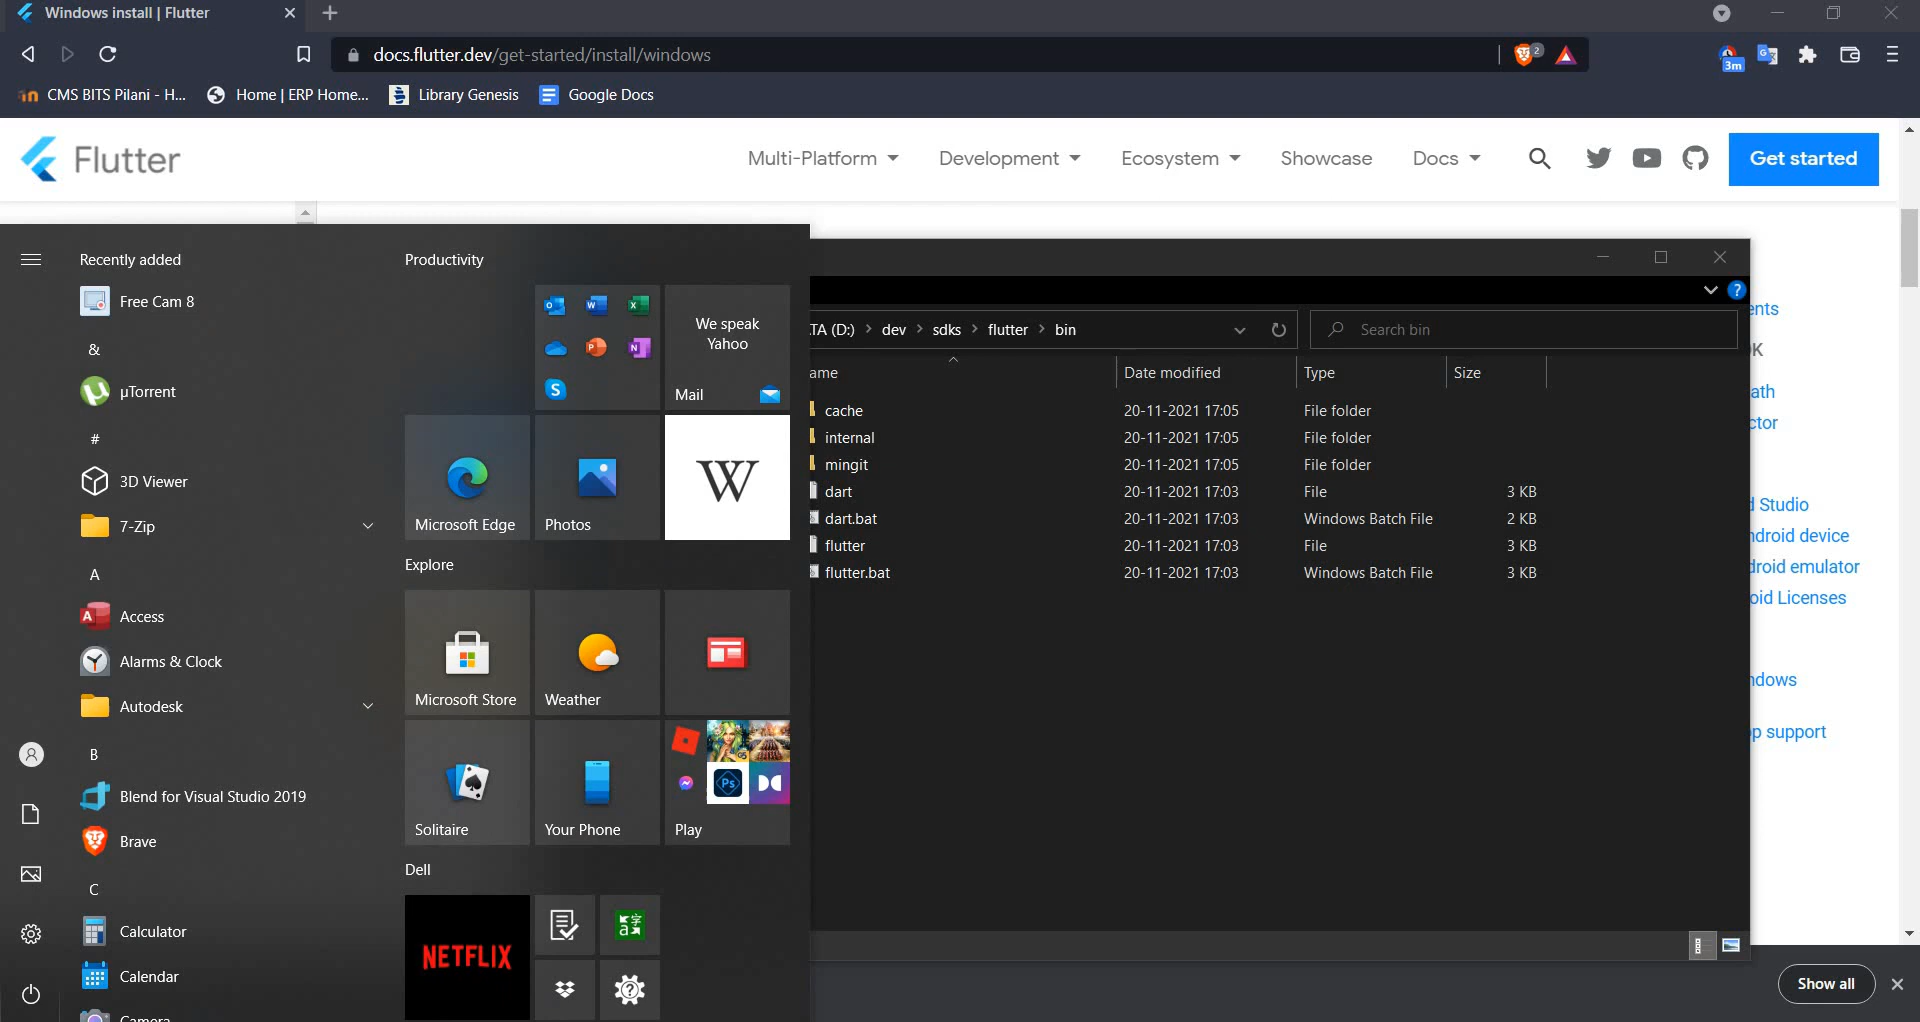 Windows install | Flutter
docs.flutter.dev/get-started/install/windows
2
3m
CMS BITS Pilani - H...
Home | ERP Home...
Library Genesis
Google Docs
Flutter
Multi-Platform
Development
Ecosystem
Showcase
Docs
Get started
Recently added
Free Cam 8
&
µTorrent
#
3D Viewer
7-Zip
A
Access
Alarms & Clock
Autodesk
B
Blend for Visual Studio 2019
Brave
C
Calculator
Calendar
Camera
Productivity
We speak
Yahoo
Mail
Microsoft Edge
Photos
W
Explore
Microsoft Store
Weather
Solitaire
Your Phone
Ps
Play
Dell
NETFLIX
TA (D:) > dev > sdks > flutter > bin
Search bin
ame Date modified Type Size
cache 20-11-2021 17:05 File folder
internal 20-11-2021 17:05 File folder
mingit 20-11-2021 17:05 File folder
dart 20-11-2021 17:03 File 3 KB
dart.bat 20-11-2021 17:03 Windows Batch File 2 KB
flutter 20-11-2021 17:03 File 3 KB
flutter.bat 20-11-2021 17:03 Windows Batch File 3 KB
ents
K
ath
ctor
d Studio
ndroid device
droid emulator
oid Licenses
ndows
op support
Show all